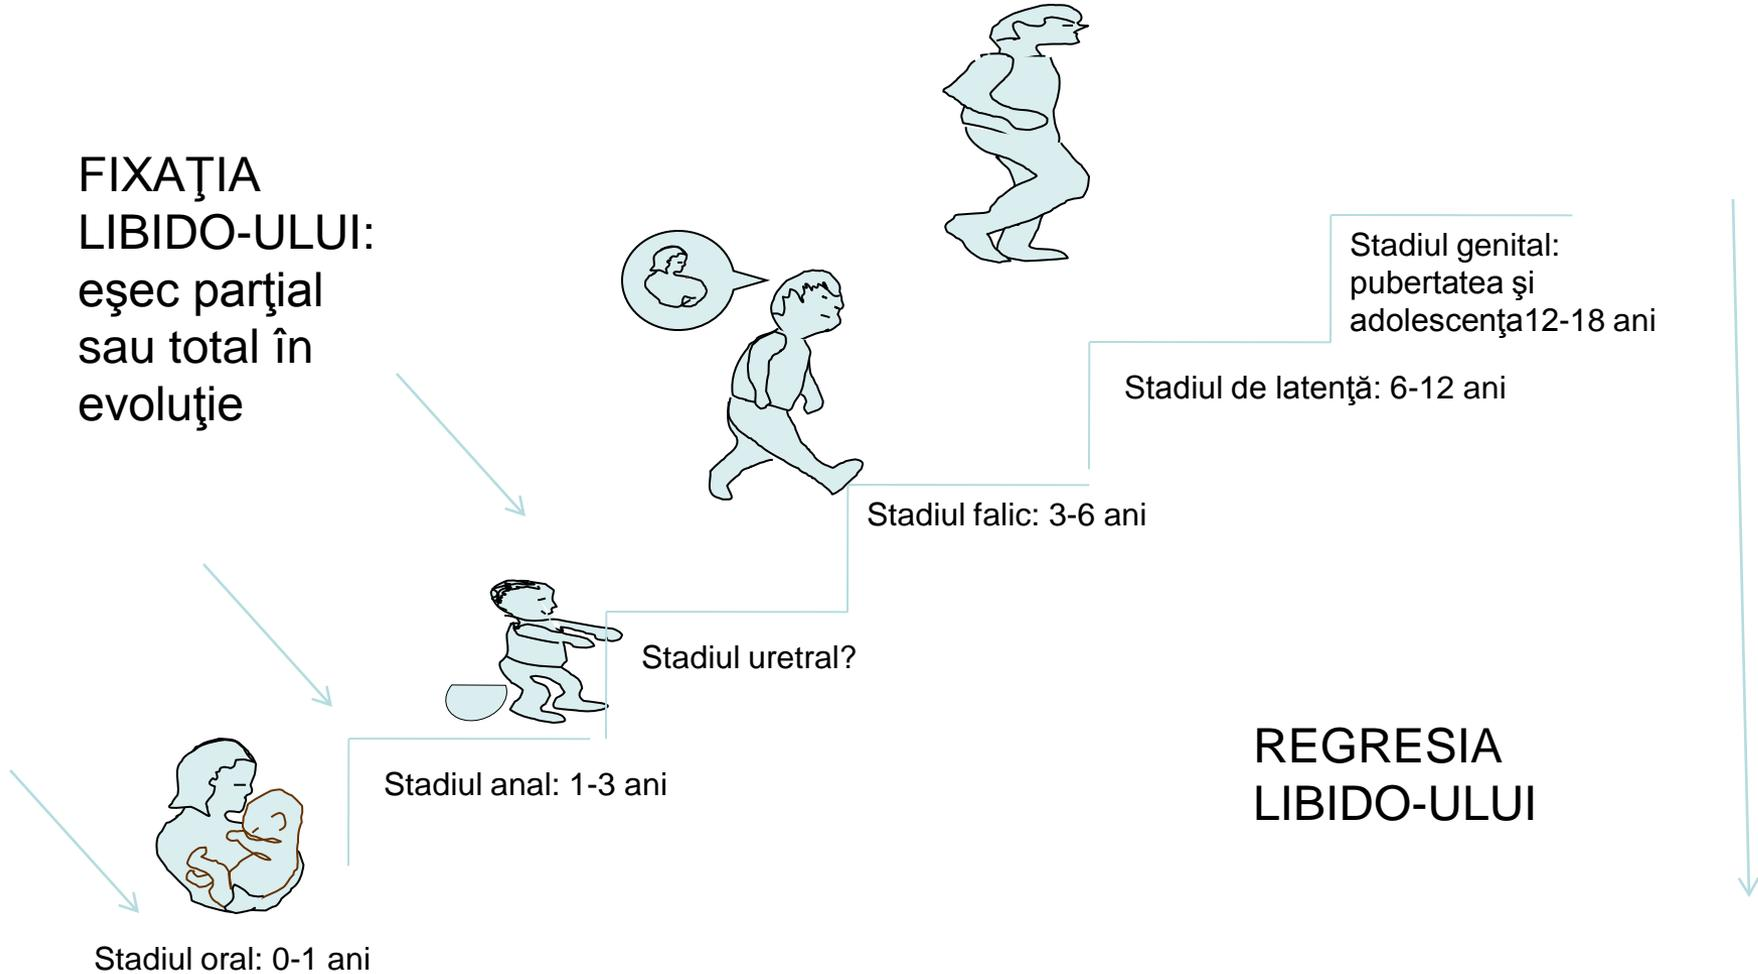 FIXAŢIA
LIBIDO-ULUI:
eşec parţial
sau total în
evoluţie
Stadiul genital:
pubertatea şi
adolescenţa12-18 ani
Stadiul de latenţă: 6-12 ani
Stadiul falic: 3-6 ani
Stadiul uretral?
Stadiul anal: 1-3 ani
Stadiul oral: 0-1 ani
REGRESIA
LIBIDO-ULUI